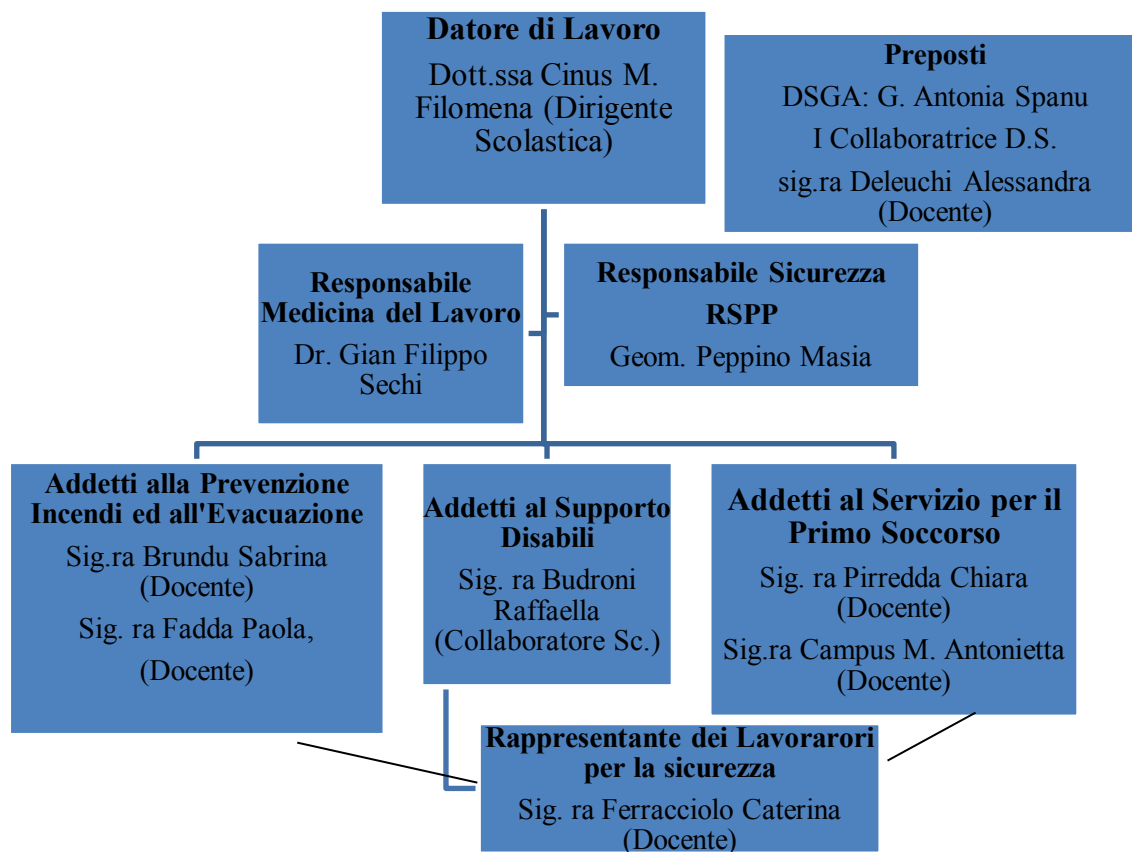 Datore di Lavoro
Dott.ssa Cinus M.
Filomena (Dirigente
Scolastica)
Preposti
DSGA: G. Antonia Spanu
I Collaboratrice D.S.
sig.ra Deleuchi Alessandra
(Docente)
Responsabile
Medicina del Lavoro
Dr. Gian Filippo
Sechi
Responsabile Sicurezza
RSPP
Geom. Peppino Masia
Addetti alla Prevenzione
Incendi ed all'Evacuazione
Sig.ra Brundu Sabrina
(Docente)
Sig. ra Fadda Paola,
(Docente)
Addetti al Supporto
Disabili
Sig. ra Budroni
Raffaella
(Collaboratore Sc.)
Addetti al Servizio per il
Primo Soccorso
Sig. ra Pirredda Chiara
(Docente)
Sig.ra Campus M. Antonietta
(Docente)
Rappresentante dei Lavorarori
per la sicurezza
Sig. ra Ferracciolo Caterina
(Docente)